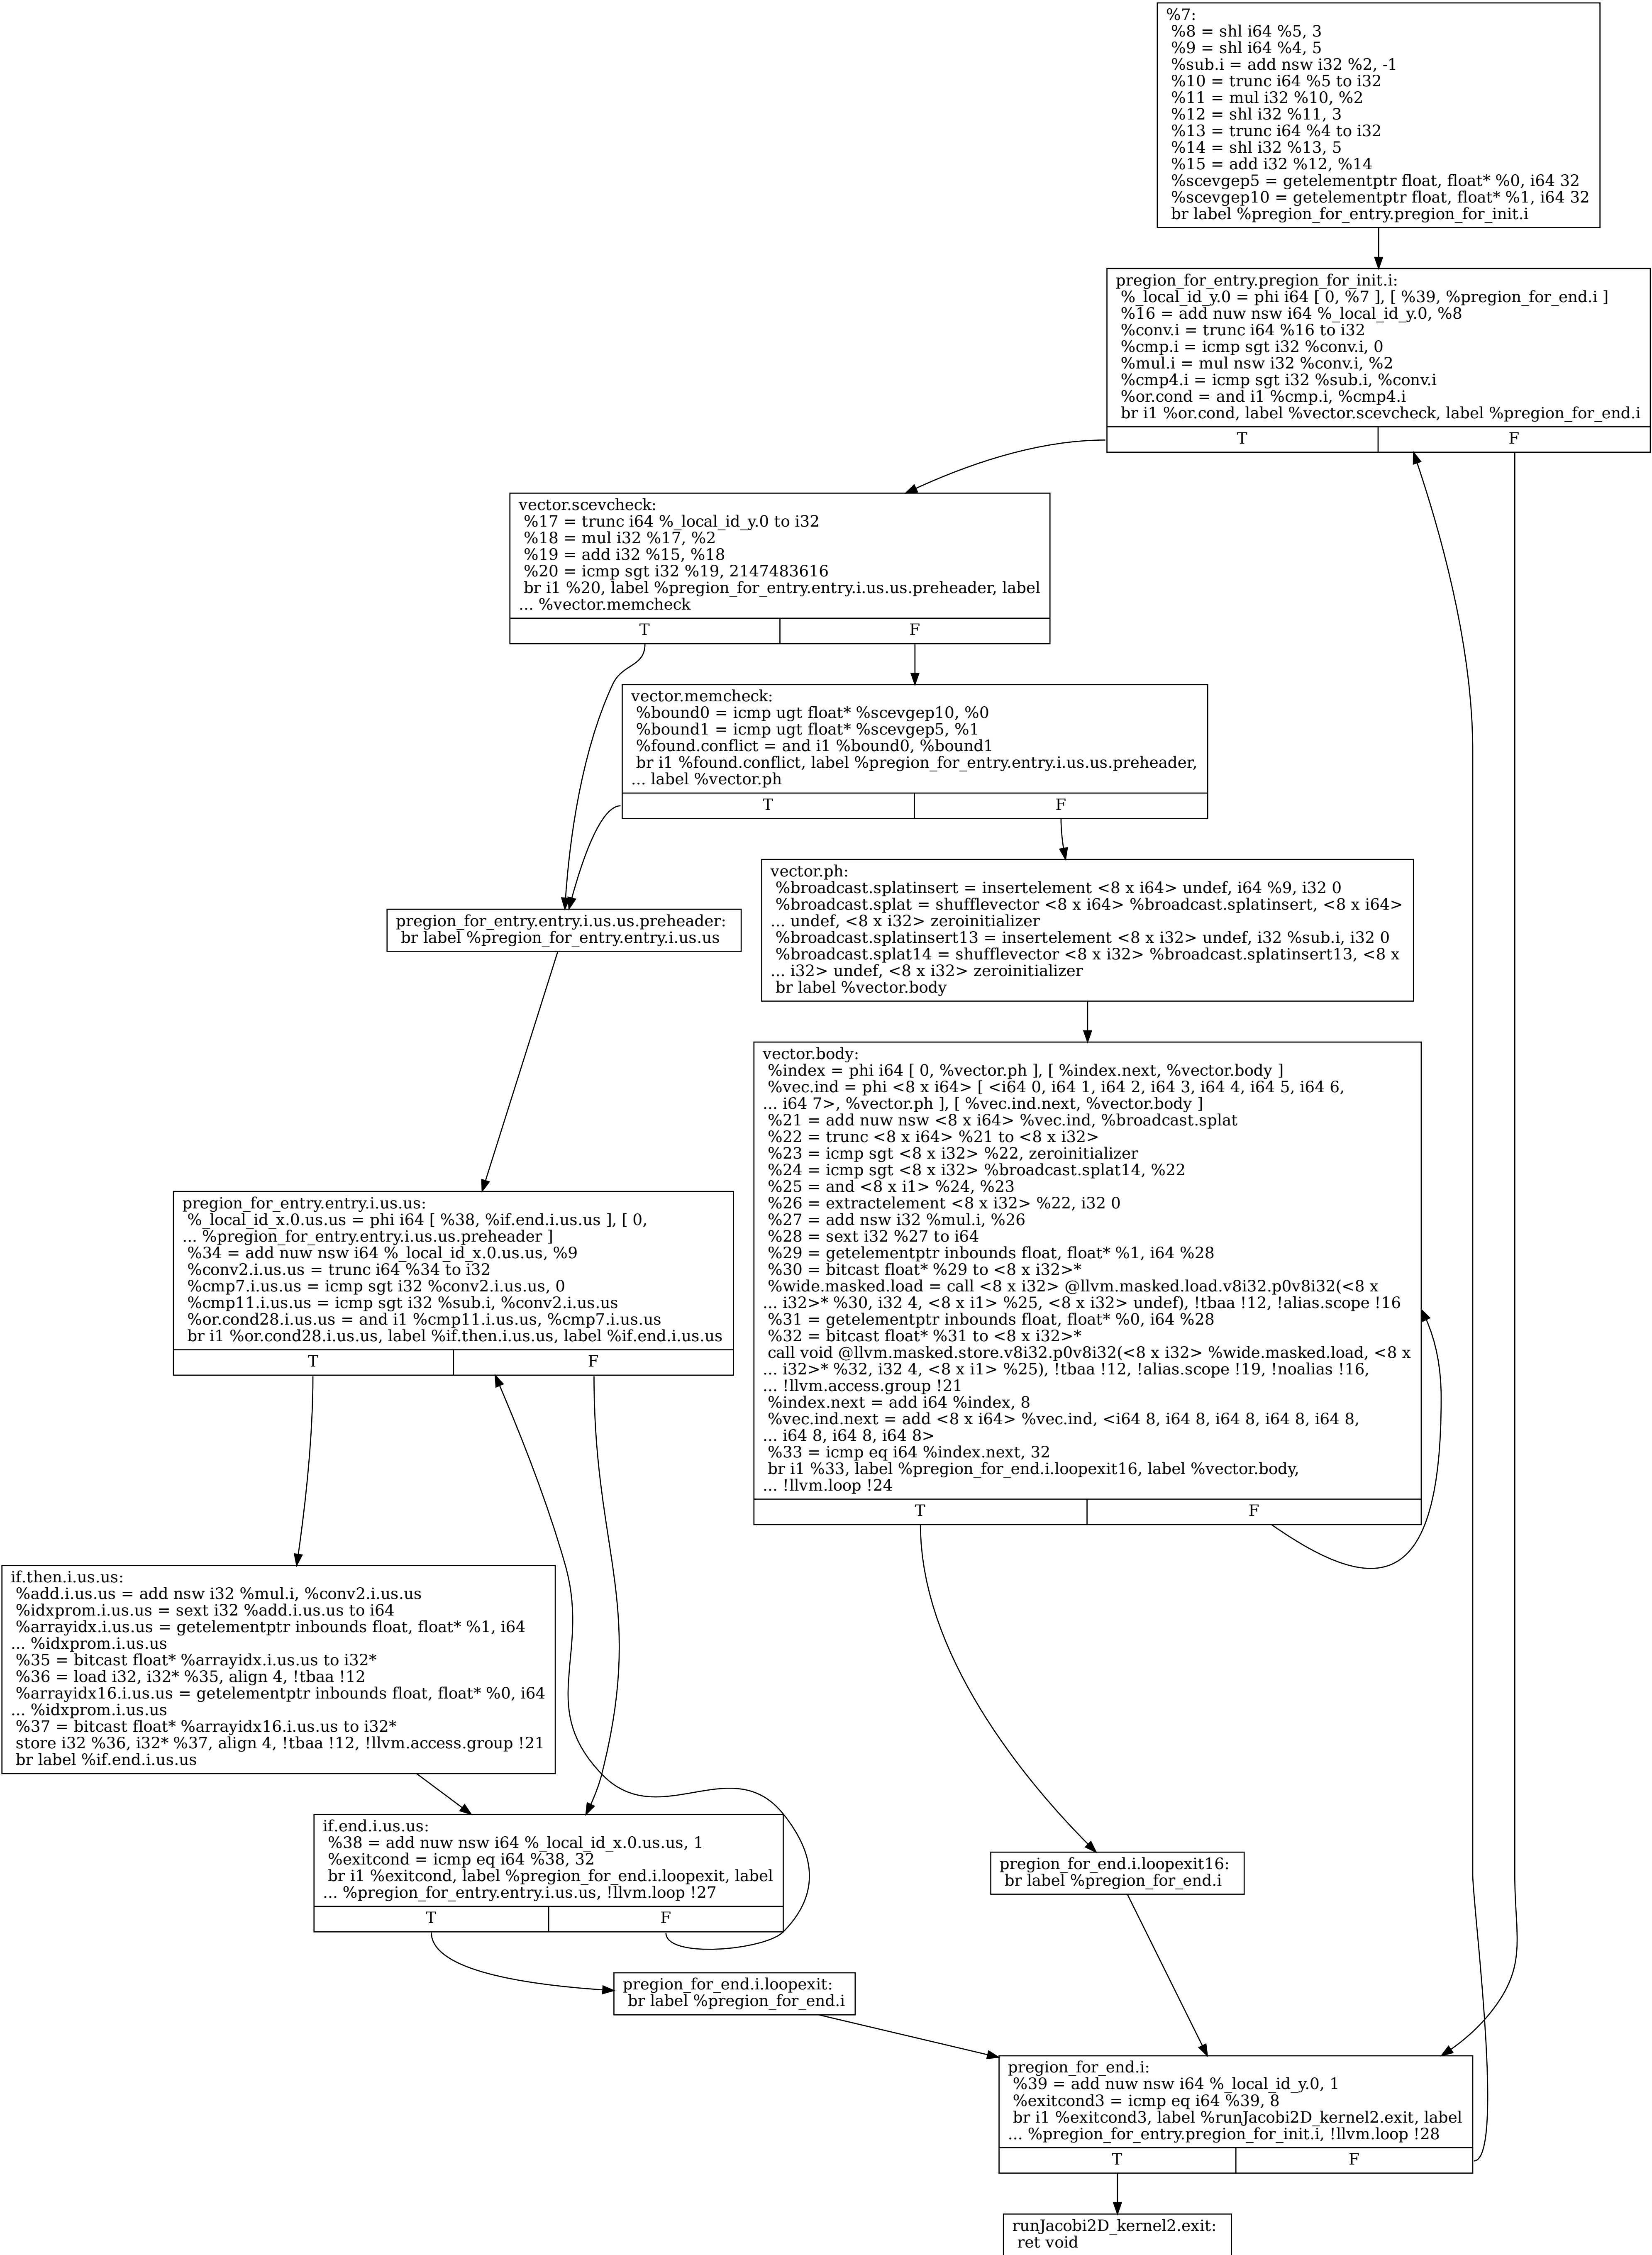 %7:
%8 = shl i64 %5, 3
%9 = shl i64 %4, 5
%sub.i = add nsw i32 %2, -1
%10 = trunc i64 %5 to i32
%11 = mul i32 %10, %2
%12 = shl i32 %11, 3
%13 = trunc i64 %4 to i32
%14 = shl i32 %13, 5
%15 = add i32 %12, %14
%scevgep5 = getelementptr float, float* %0, i64 32
%scevgep10 = getelementptr float, float* %1, i64 32
br label %pregion_for_entry.pregion_for_init.i
pregion_for_entry.pregion_for_init.i:
%_local_id_y.0 = phi i64 [ 0, %7 ], [ %39, %pregion_for_end.i ]
%16 = add nuw nsw i64 %_local_id_y.0, %8
%conv.i = trunc i64 %16 to i32
%cmp.i = icmp sgt i32 %conv.i, 0
%mul.i = mul nsw i32 %conv.i, %2
%cmp4.i = icmp sgt i32 %sub.i, %conv.i
%or.cond = and i1 %cmp.i, %cmp4.i
br i1 %or.cond, label %vector.scevcheck, label %pregion_for_end.i
T F
vector.scevcheck:
%17 = trunc i64 %_local_id_y.0 to i32
%18 = mul i32 %17, %2
%19 = add i32 %15, %18
%20 = icmp sgt i32 %19, 2147483616
br i1 %20, label %pregion_for_entry.entry.i.us.us.preheader, label
... %vector.memcheck
T F
vector.memcheck:
%bound0 = icmp ugt float* %scevgep10, %0
%bound1 = icmp ugt float* %scevgep5, %1
%found.conflict = and i1 %bound0, %bound1
br i1 %found.conflict, label %pregion_for_entry.entry.i.us.us.preheader,
... label %vector.ph
T F
pregion_for_entry.entry.i.us.us.preheader:
br label %pregion_for_entry.entry.i.us.us
vector.ph:
%broadcast.splatinsert = insertelement <8 x i64> undef, i64 %9, i32 0
%broadcast.splat = shufflevector <8 x i64> %broadcast.splatinsert, <8 x i64>
... undef, <8 x i32> zeroinitializer
%broadcast.splatinsert13 = insertelement <8 x i32> undef, i32 %sub.i, i32 0
%broadcast.splat14 = shufflevector <8 x i32> %broadcast.splatinsert13, <8 x
... i32> undef, <8 x i32> zeroinitializer
br label %vector.body
vector.body:
%index = phi i64 [ 0, %vector.ph ], [ %index.next, %vector.body ]
%vec.ind = phi <8 x i64> [ <i64 0, i64 1, i64 2, i64 3, i64 4, i64 5, i64 6,
... i64 7>, %vector.ph ], [ %vec.ind.next, %vector.body ]
%21 = add nuw nsw <8 x i64> %vec.ind, %broadcast.splat
%22 = trunc <8 x i64> %21 to <8 x i32>
%23 = icmp sgt <8 x i32> %22, zeroinitializer
%24 = icmp sgt <8 x i32> %broadcast.splat14, %22
%25 = and <8 x i1> %24, %23
%26 = extractelement <8 x i32> %22, i32 0
%27 = add nsw i32 %mul.i, %26
%28 = sext i32 %27 to i64
%29 = getelementptr inbounds float, float* %1, i64 %28
%30 = bitcast float* %29 to <8 x i32>*
%wide.masked.load = call <8 x i32> @llvm.masked.load.v8i32.p0v8i32(<8 x
... i32>* %30, i32 4, <8 x i1> %25, <8 x i32> undef), !tbaa !12, !alias.scope !16
%31 = getelementptr inbounds float, float* %0, i64 %28
%32 = bitcast float* %31 to <8 x i32>*
call void @llvm.masked.store.v8i32.p0v8i32(<8 x i32> %wide.masked.load, <8 x
... i32>* %32, i32 4, <8 x i1> %25), !tbaa !12, !alias.scope !19, !noalias !16,
... !llvm.access.group !21
%index.next = add i64 %index, 8
%vec.ind.next = add <8 x i64> %vec.ind, <i64 8, i64 8, i64 8, i64 8, i64 8,
... i64 8, i64 8, i64 8>
%33 = icmp eq i64 %index.next, 32
br i1 %33, label %pregion_for_end.i.loopexit16, label %vector.body,
... !llvm.loop !24
T F
pregion_for_entry.entry.i.us.us:
%_local_id_x.0.us.us = phi i64 [ %38, %if.end.i.us.us ], [ 0,
... %pregion_for_entry.entry.i.us.us.preheader ]
%34 = add nuw nsw i64 %_local_id_x.0.us.us, %9
%conv2.i.us.us = trunc i64 %34 to i32
%cmp7.i.us.us = icmp sgt i32 %conv2.i.us.us, 0
%cmp11.i.us.us = icmp sgt i32 %sub.i, %conv2.i.us.us
%or.cond28.i.us.us = and i1 %cmp11.i.us.us, %cmp7.i.us.us
br i1 %or.cond28.i.us.us, label %if.then.i.us.us, label %if.end.i.us.us
T F
if.then.i.us.us:
%add.i.us.us = add nsw i32 %mul.i, %conv2.i.us.us
%idxprom.i.us.us = sext i32 %add.i.us.us to i64
%arrayidx.i.us.us = getelementptr inbounds float, float* %1, i64
... %idxprom.i.us.us
%35 = bitcast float* %arrayidx.i.us.us to i32*
%36 = load i32, i32* %35, align 4, !tbaa !12
%arrayidx16.i.us.us = getelementptr inbounds float, float* %0, i64
... %idxprom.i.us.us
%37 = bitcast float* %arrayidx16.i.us.us to i32*
store i32 %36, i32* %37, align 4, !tbaa !12, !llvm.access.group !21
br label %if.end.i.us.us
if.end.i.us.us:
%38 = add nuw nsw i64 %_local_id_x.0.us.us, 1
%exitcond = icmp eq i64 %38, 32
br i1 %exitcond, label %pregion_for_end.i.loopexit, label
... %pregion_for_entry.entry.i.us.us, !llvm.loop !27
T F
pregion_for_end.i.loopexit16:
br label %pregion_for_end.i
pregion_for_end.i.loopexit:
br label %pregion_for_end.i
pregion_for_end.i:
%39 = add nuw nsw i64 %_local_id_y.0, 1
%exitcond3 = icmp eq i64 %39, 8
br i1 %exitcond3, label %runJacobi2D_kernel2.exit, label
... %pregion_for_entry.pregion_for_init.i, !llvm.loop !28
T F
runJacobi2D_kernel2.exit:
ret void